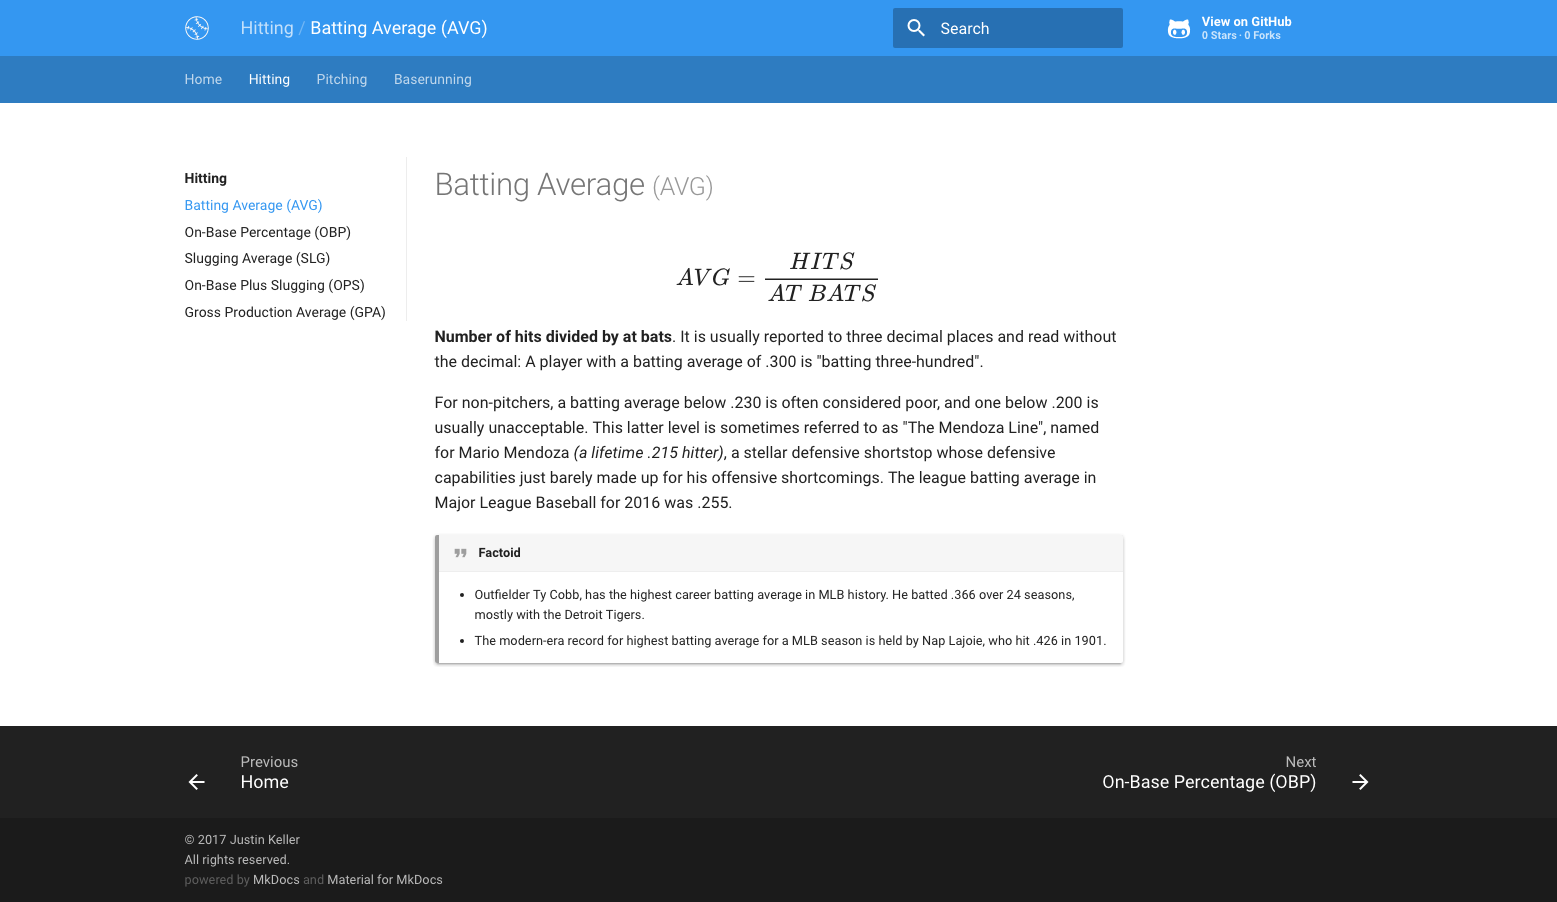 Hitting / Batting Average (AVG)
Search
View on GitHub
0 Stars · 0 Forks
Home Hitting Pitching Baserunning
Hitting
Batting Average (AVG)
On-Base Percentage (OBP)
Slugging Average (SLG)
On-Base Plus Slugging (OPS)
Gross Production Average (GPA)
Batting Average (AVG)
AVG = HITS / AT BATS
Number of hits divided by at bats. It is usually reported to three decimal places and read without
the decimal: A player with a batting average of .300 is "batting three-hundred".
For non-pitchers, a batting average below .230 is often considered poor, and one below .200 is
usually unacceptable. This latter level is sometimes referred to as "The Mendoza Line", named
for Mario Mendoza (a lifetime .215 hitter), a stellar defensive shortstop whose defensive
capabilities just barely made up for his offensive shortcomings. The league batting average in
Major League Baseball for 2016 was .255.
Factoid
• Outfielder Ty Cobb, has the highest career batting average in MLB history. He batted .366 over 24 seasons,
mostly with the Detroit Tigers.
• The modern-era record for highest batting average for a MLB season is held by Nap Lajoie, who hit .426 in 1901.
Previous
Home
Next
On-Base Percentage (OBP)
© 2017 Justin Keller
All rights reserved.
powered by MkDocs and Material for MkDocs